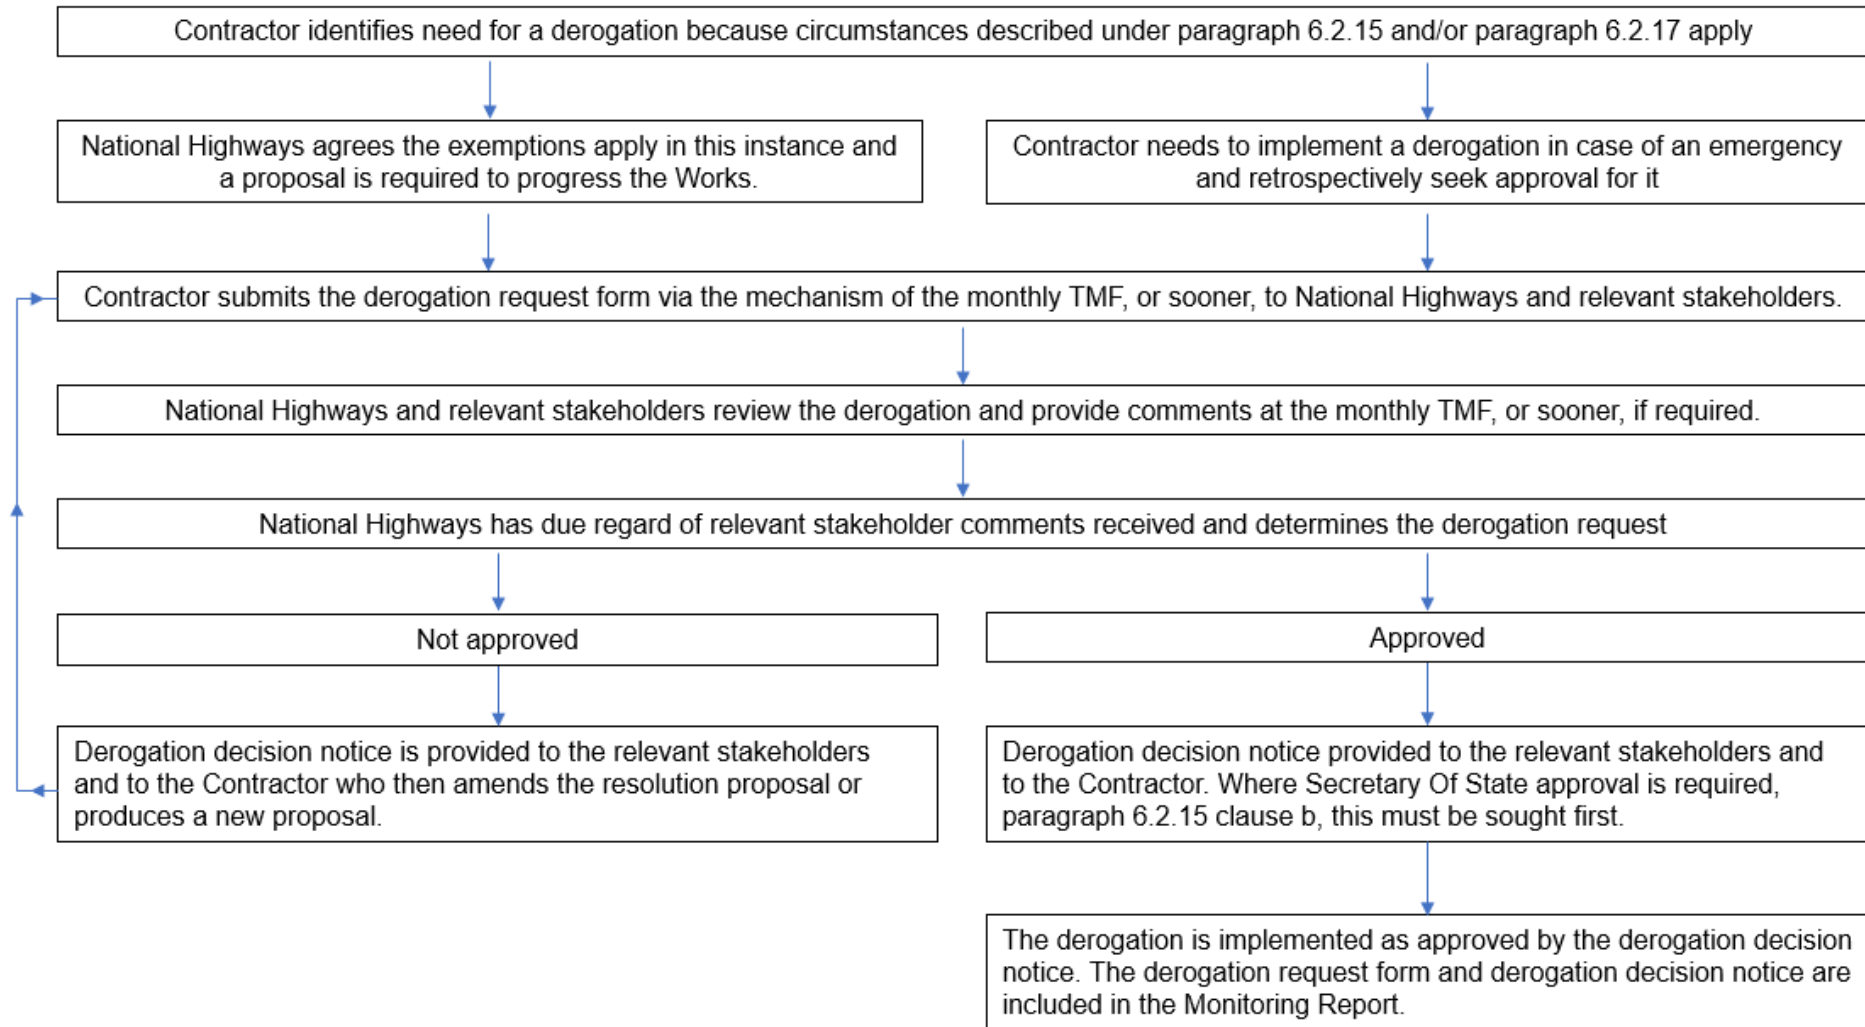 Contractor identifies need for a derogation because circumstances described under paragraph 6.2.15 and/or paragraph 6.2.17 apply
National Highways agrees the exemptions apply in this instance and
a proposal is required to progress the Works.
Contractor needs to implement a derogation in case of an emergency
and retrospectively seek approval for it
Contractor submits the derogation request form via the mechanism of the monthly TMF, or sooner, to National Highways and relevant stakeholders.
National Highways and relevant stakeholders review the derogation and provide comments at the monthly TMF, or sooner, if required.
National Highways has due regard of relevant stakeholder comments received and determines the derogation request
Not approved
Approved
Derogation decision notice is provided to the relevant stakeholders
and to the Contractor who then amends the resolution proposal or
produces a new proposal.
Derogation decision notice provided to the relevant stakeholders and
to the Contractor. Where Secretary Of State approval is required,
paragraph 6.2.15 clause b, this must be sought first.
The derogation is implemented as approved by the derogation decision
notice. The derogation request form and derogation decision notice are
included in the Monitoring Report.